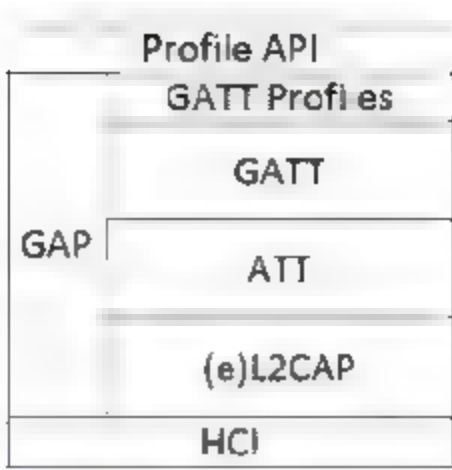 Profile API
GATT Profiles
GATT
GAP
ATT
(e)L2CAP
HCI